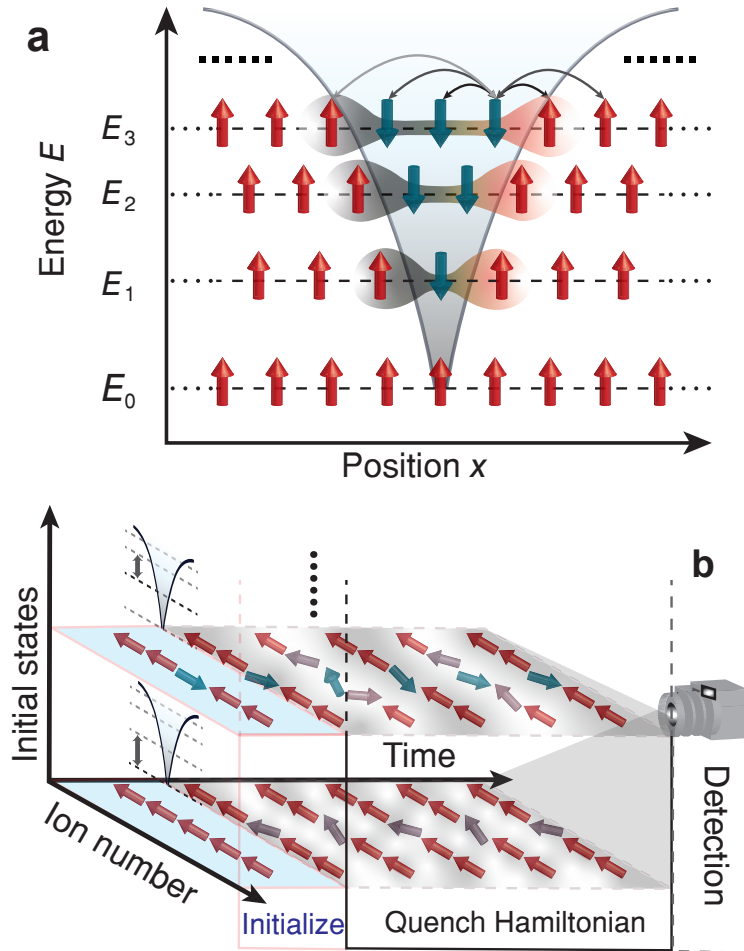 a
Energy E
E3
E2
E1
E0
Position x
b
Initial states
Time
Ion number
Initialize
Quench Hamiltonian
Detection